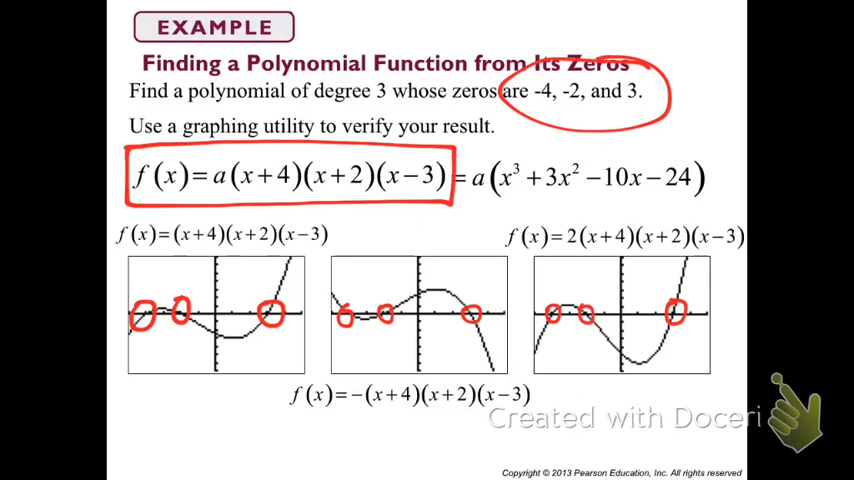 EXAMPLE
Finding a Polynomial Function from Its Zeros
Find a polynomial of degree 3 whose zeros are -4, -2, and 3.
Use a graphing utility to verify your result.
f(x) = a(x+4)(x+2)(x−3) = a(x³ + 3x² − 10x − 24)
f(x) = (x+4)(x+2)(x−3)
f(x) = 2(x+4)(x+2)(x−3)
f(x) = −(x+4)(x+2)(x−3)
Created with Doceri
Copyright © 2013 Pearson Education, Inc. All rights reserved